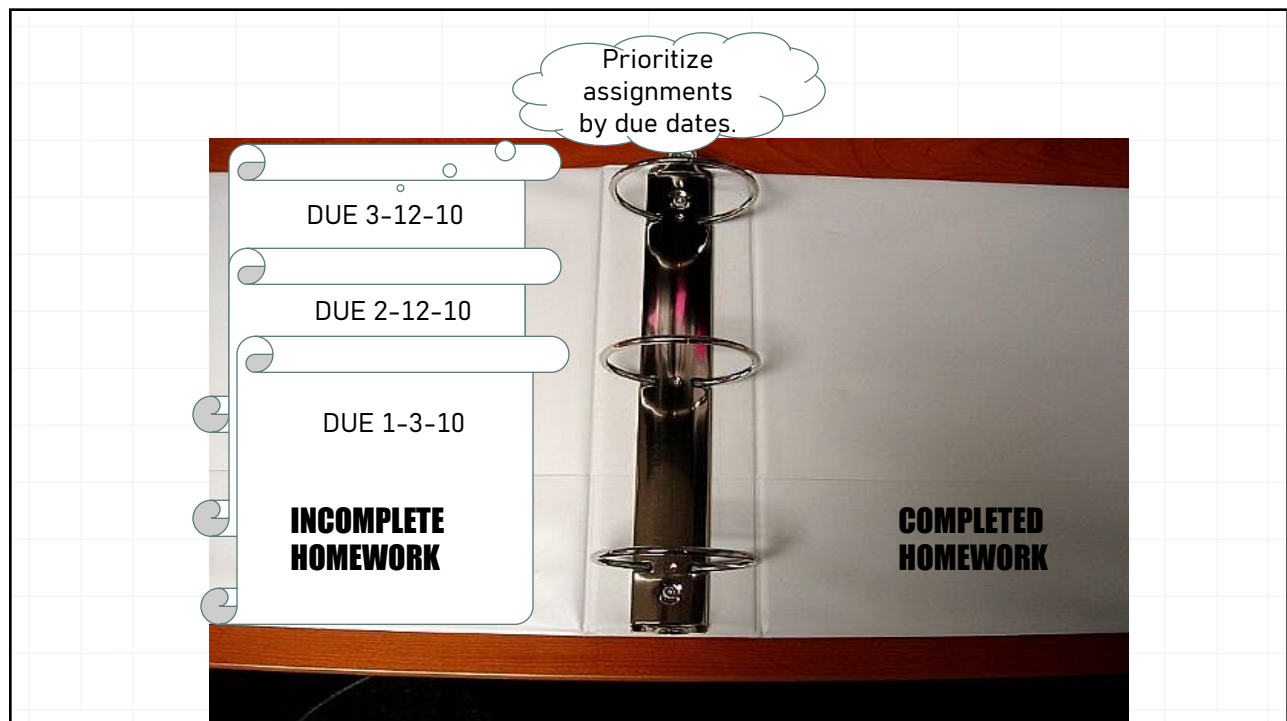 Prioritize
assignments
by due dates.
DUE 3-12-10
DUE 2-12-10
DUE 1-3-10
INCOMPLETE
HOMEWORK
COMPLETED
HOMEWORK